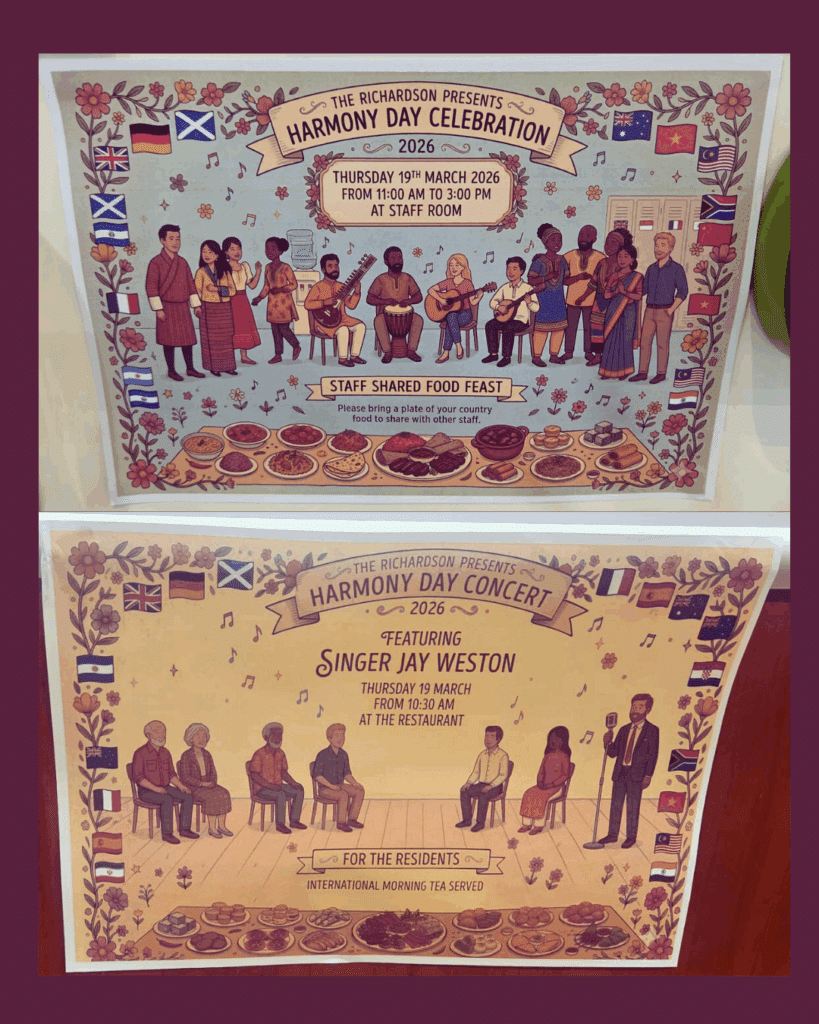 THE RICHARDSON PRESENTS
HARMONY DAY CELEBRATION
2026
THURSDAY 19TH MARCH 2026
FROM 11:00 AM TO 3:00 PM
AT STAFF ROOM
STAFF SHARED FOOD FEAST
Please bring a plate of your country
food to share with other staff.
THE RICHARDSON PRESENTS
HARMONY DAY CONCERT
2026
FEATURING
SINGER JAY WESTON
THURSDAY 19 MARCH
FROM 10:30 AM
AT THE RESTAURANT
FOR THE RESIDENTS
INTERNATIONAL MORNING TEA SERVED